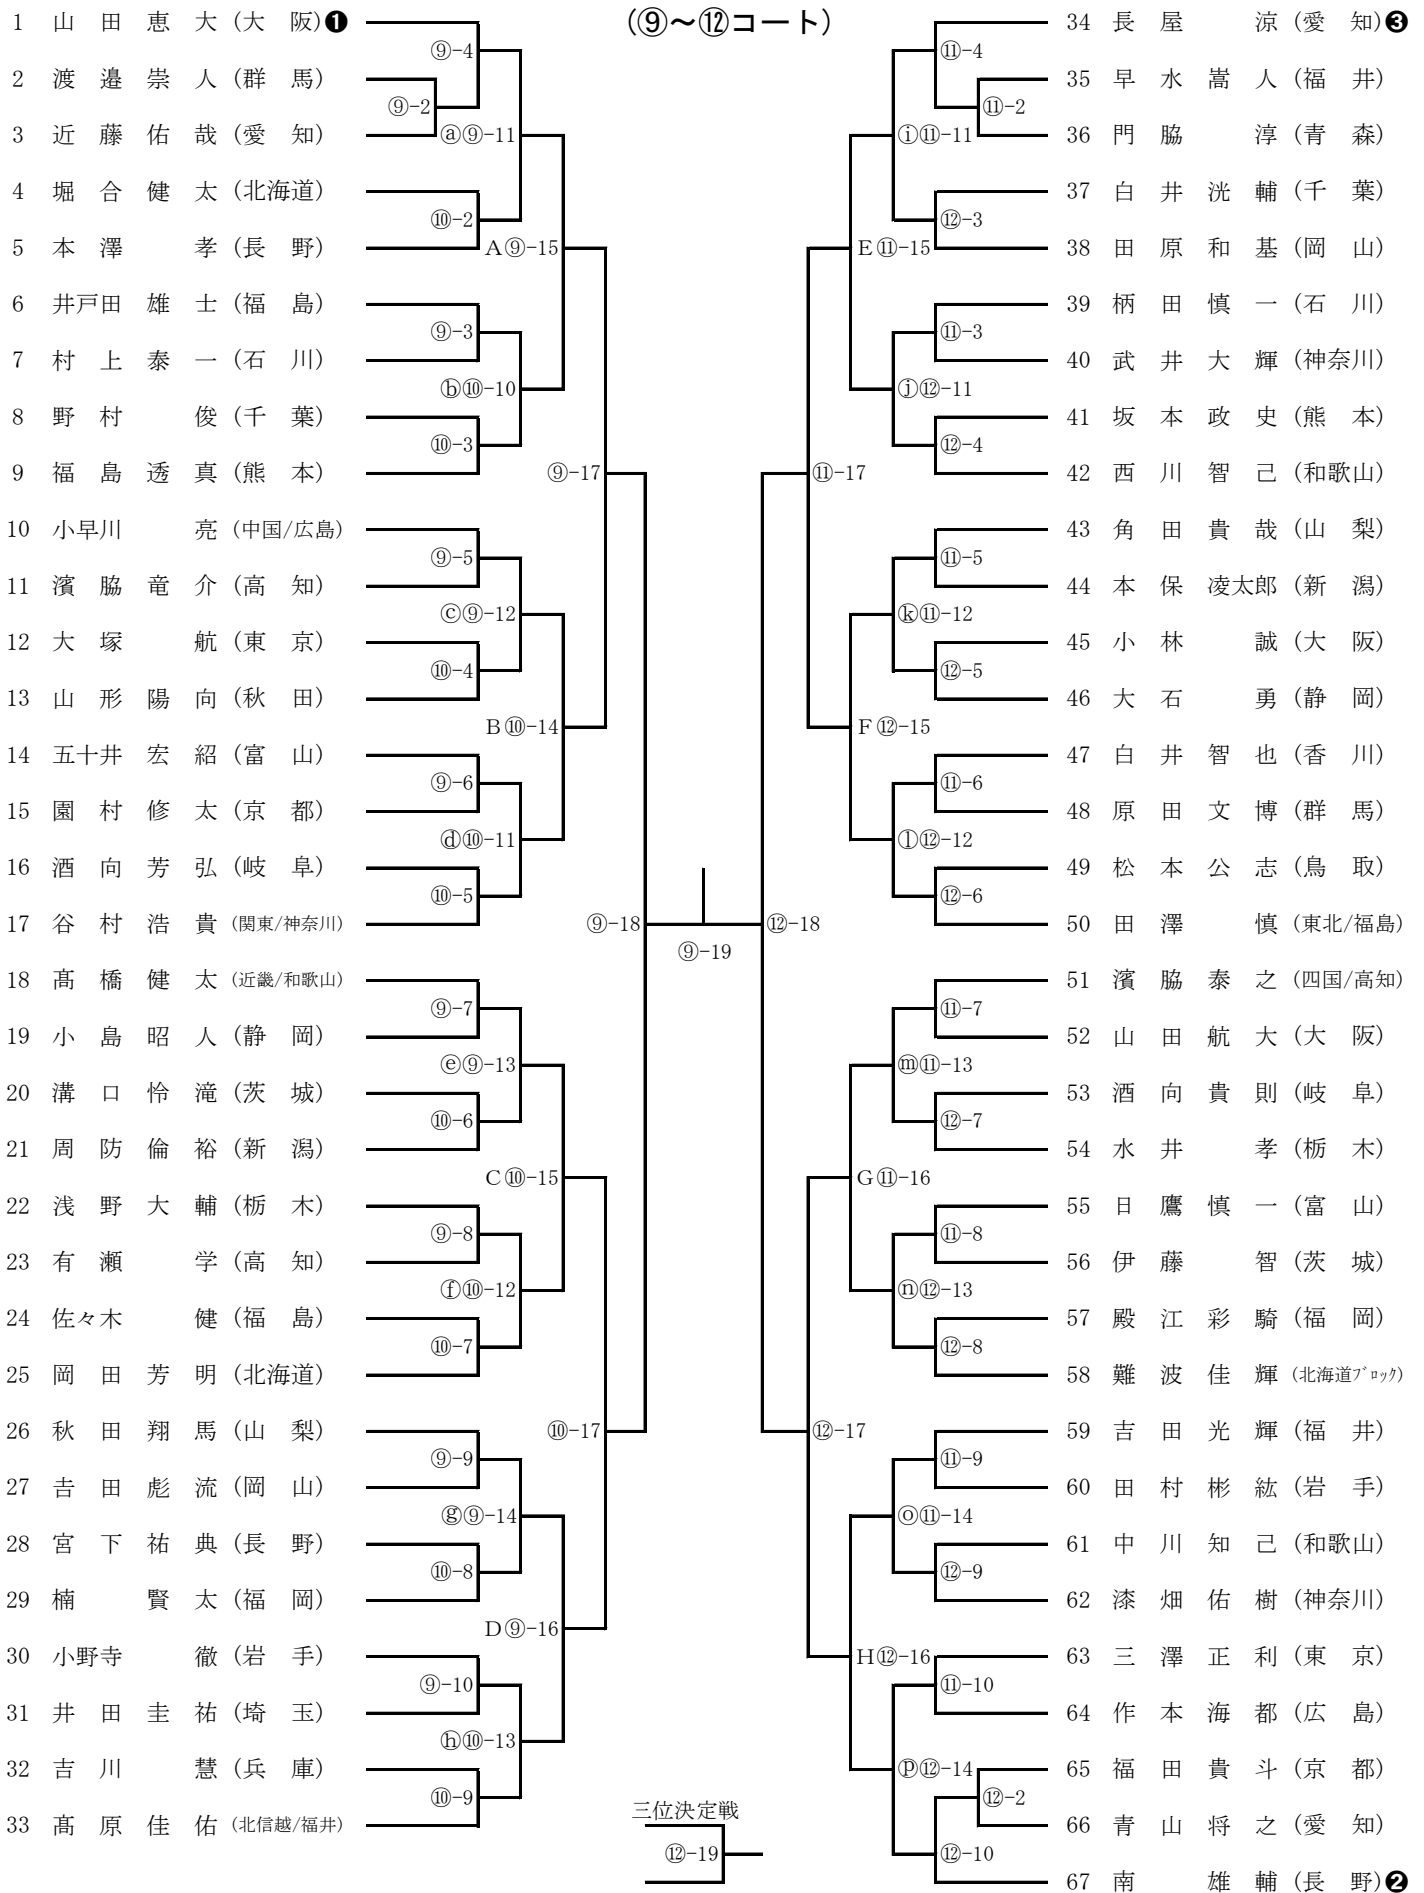 (⑨～⑫コート)
1 山田恵大(大阪)❶
⑨-4
2 渡邉崇人(群馬)
⑨-2
3 近藤佑哉(愛知)
ⓐ⑨-11
4 堀合健太(北海道)
⑩-2
5 本澤孝(長野)
A⑨-15
6 井戸田雄士(福島)
⑨-3
7 村上泰一(石川)
ⓑ⑩-10
8 野村俊(千葉)
⑩-3
9 福島透真(熊本)
⑨-17
10 小早川亮(中国/広島)
⑨-5
11 濱脇竜介(高知)
ⓒ⑨-12
12 大塚航(東京)
⑩-4
13 山形陽向(秋田)
B⑩-14
14 五十井宏紹(富山)
⑨-6
15 園村修太(京都)
ⓓ⑩-11
16 酒向芳弘(岐阜)
⑩-5
17 谷村浩貴(関東/神奈川)
⑨-18
18 髙橋健太(近畿/和歌山)
⑨-7
19 小島昭人(静岡)
ⓔ⑨-13
20 溝口怜滝(茨城)
⑩-6
21 周防倫裕(新潟)
C⑩-15
22 浅野大輔(栃木)
⑨-8
23 有瀬学(高知)
ⓕ⑩-12
24 佐々木健(福島)
⑩-7
25 岡田芳明(北海道)
⑩-17
26 秋田翔馬(山梨)
⑨-9
27 𠮷田彪流(岡山)
ⓖ⑨-14
28 宮下祐典(長野)
⑩-8
29 楠賢太(福岡)
D⑨-16
30 小野寺徹(岩手)
⑨-10
31 井田圭祐(埼玉)
ⓗ⑩-13
32 吉川慧(兵庫)
⑩-9
33 髙原佳佑(北信越/福井)
⑨-19
三位決定戦
⑫-19
34 長屋涼(愛知)❸
⑪-4
35 早水嵩人(福井)
⑪-2
36 門脇淳(青森)
ⓘ⑪-11
37 白井洸輔(千葉)
⑫-3
38 田原和基(岡山)
E⑪-15
39 柄田慎一(石川)
⑪-3
40 武井大輝(神奈川)
ⓙ⑫-11
41 坂本政史(熊本)
⑫-4
42 西川智己(和歌山)
⑪-17
43 角田貴哉(山梨)
⑪-5
44 本保凌太郎(新潟)
ⓚ⑪-12
45 小林誠(大阪)
⑫-5
46 大石勇(静岡)
F⑫-15
47 白井智也(香川)
⑪-6
48 原田文博(群馬)
ⓛ⑫-12
49 松本公志(鳥取)
⑫-6
50 田澤慎(東北/福島)
⑫-18
51 濱脇泰之(四国/高知)
⑪-7
52 山田航大(大阪)
ⓜ⑪-13
53 酒向貴則(岐阜)
⑫-7
54 水井孝(栃木)
G⑪-16
55 日鷹慎一(富山)
⑪-8
56 伊藤智(茨城)
ⓝ⑫-13
57 殿江彩騎(福岡)
⑫-8
58 難波佳輝(北海道ブロック)
⑫-17
59 吉田光輝(福井)
⑪-9
60 田村彬紘(岩手)
ⓞ⑪-14
61 中川知己(和歌山)
⑫-9
62 漆畑佑樹(神奈川)
H⑫-16
63 三澤正利(東京)
⑪-10
64 作本海都(広島)
ⓟ⑫-14
65 福田貴斗(京都)
⑫-2
66 青山将之(愛知)
⑫-10
67 南雄輔(長野)❷